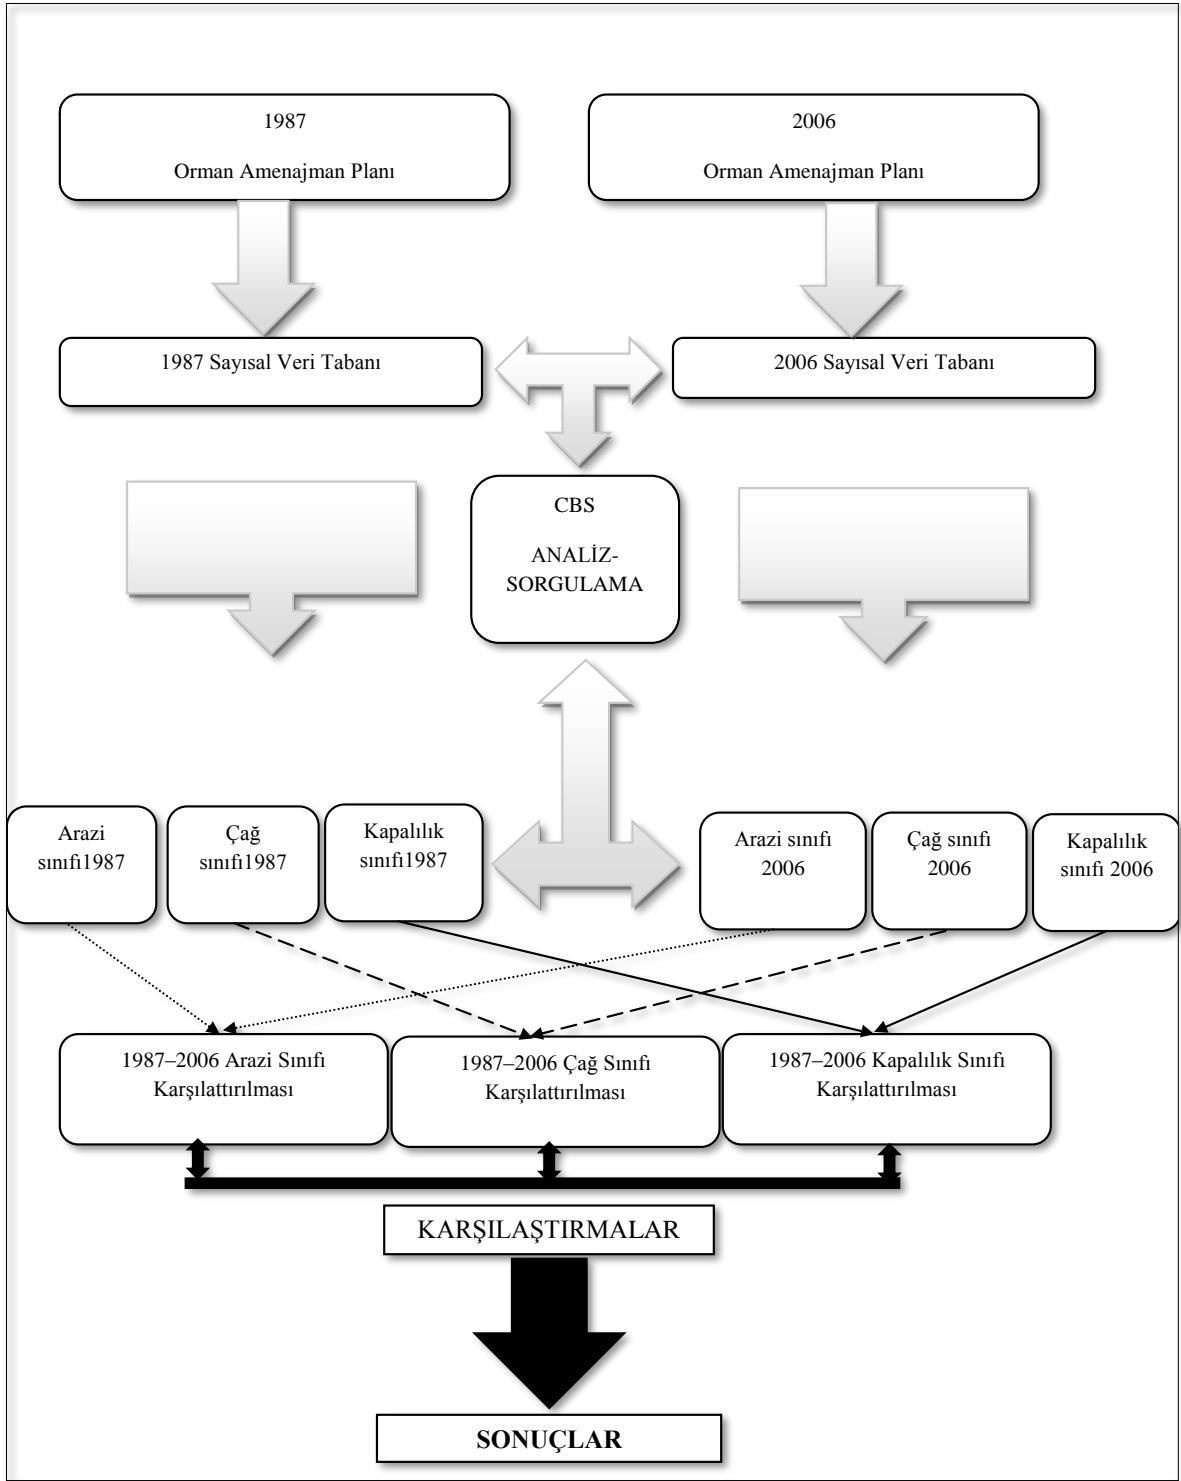 1987
Orman Amenajman Planı
2006
Orman Amenajman Planı
1987 Sayısal Veri Tabanı
2006 Sayısal Veri Tabanı
CBS
ANALİZ-
SORGULAMA
Arazi
sınıfi1987
Çağ
sınıfı1987
Kapalılık
sınıfı1987
Arazi sınıfı
2006
Çağ sınıfı
2006
Kapalılık
sınıfı 2006
1987–2006 Arazi Sınıfı
Karşılattırılması
1987–2006 Çağ Sınıfı
Karşılattırılması
1987–2006 Kapalılık Sınıfı
Karşılattırılması
KARŞILAŞTIRMALAR
SONUÇLAR